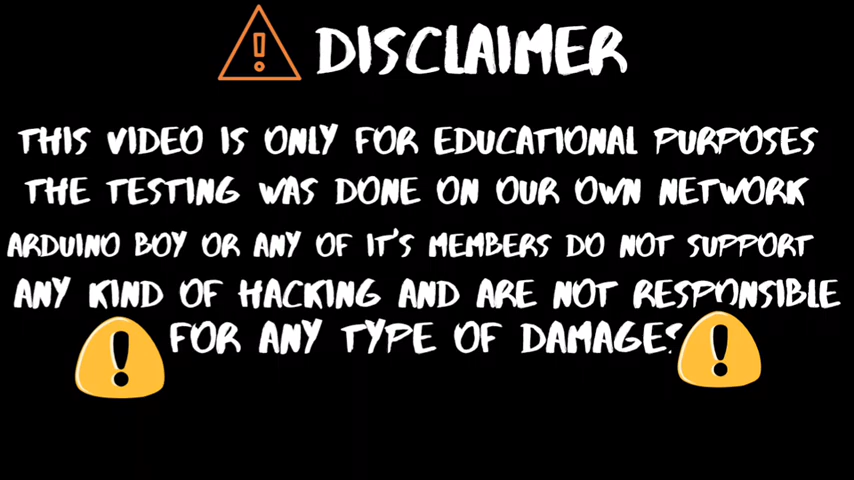 DISCLAIMER
THIS VIDEO IS ONLY FOR EDUCATIONAL PURPOSES
THE TESTING WAS DONE ON OUR OWN NETWORK
ARDUINO BOY OR ANY OF IT'S MEMBERS DO NOT SUPPORT
ANY KIND OF HACKING AND ARE NOT RESPONSIBLE
FOR ANY TYPE OF DAMAGES